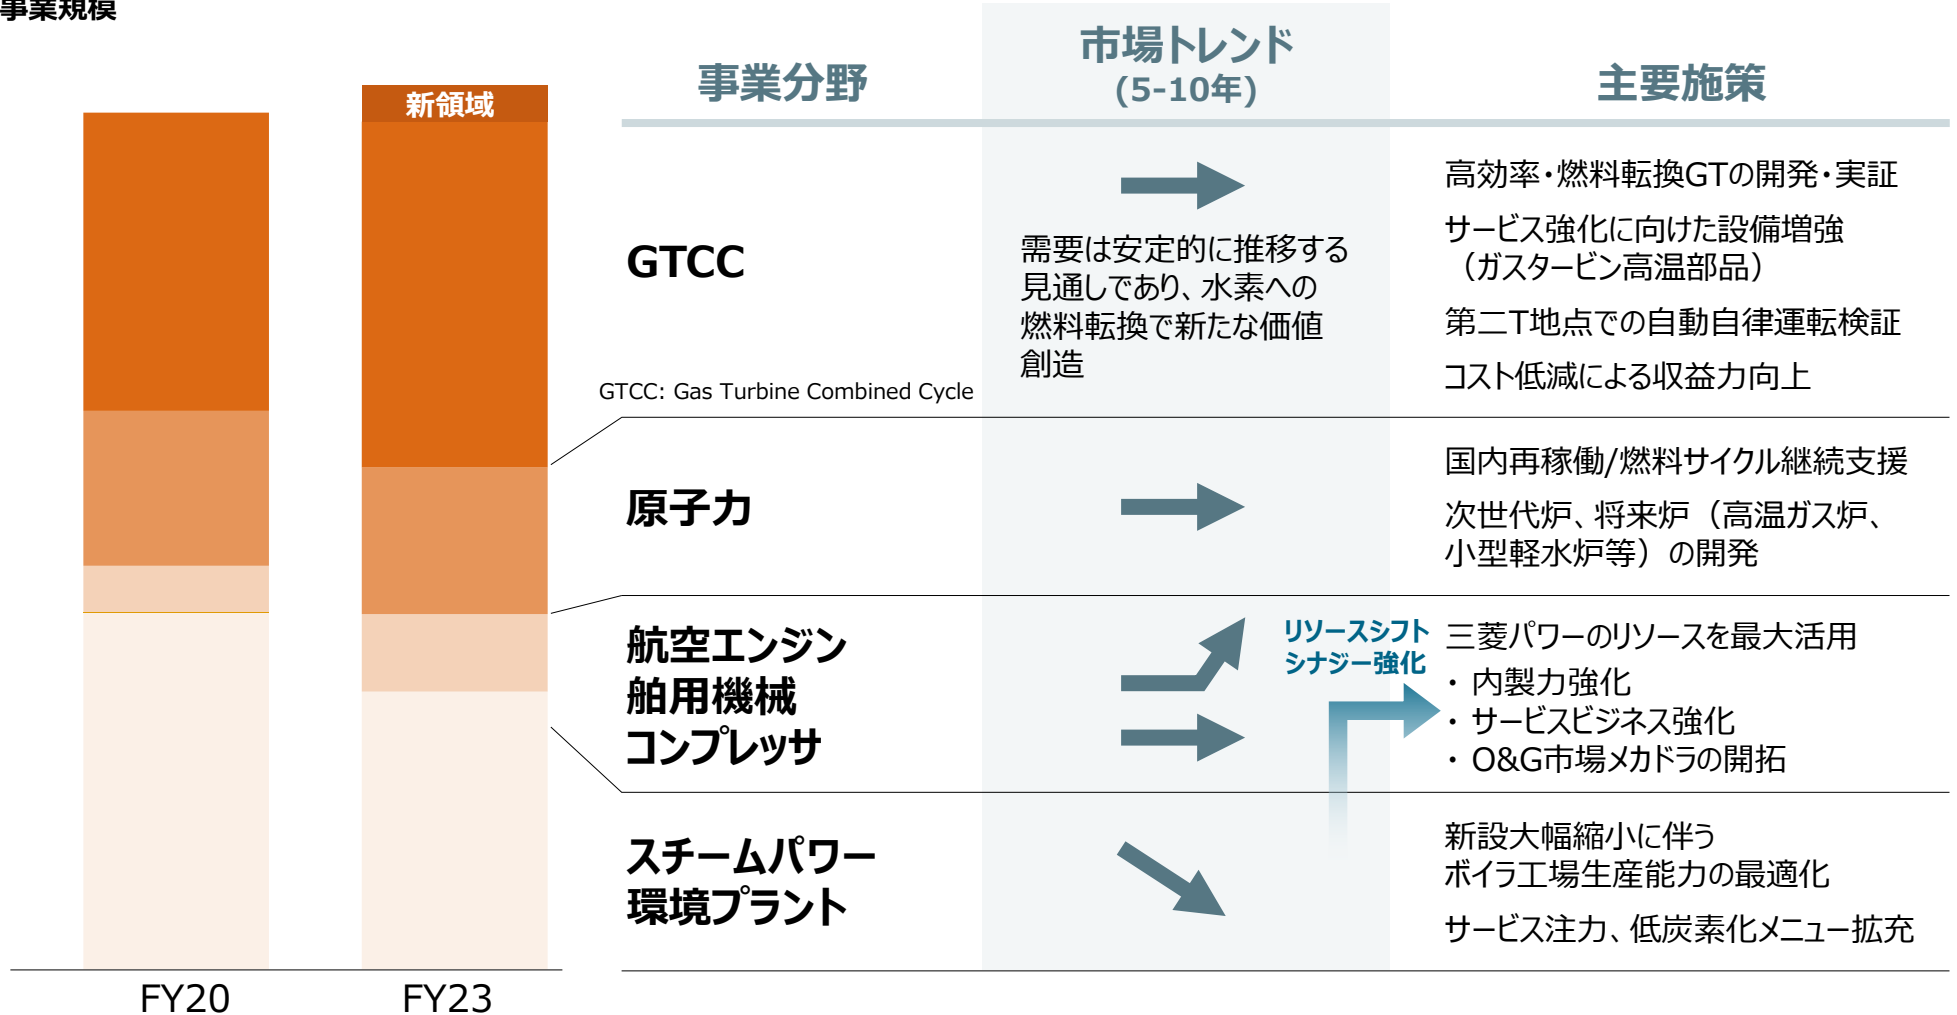 事業規模
新領域
FY20
FY23
事業分野
市場トレンド
(5-10年)
主要施策
GTCC
GTCC: Gas Turbine Combined Cycle
需要は安定的に推移する
見通しであり、水素への
燃料転換で新たな価値
創造
高効率・燃料転換GTの開発・実証
サービス強化に向けた設備増強
（ガスタービン高温部品）
第二T地点での自動自律運転検証
コスト低減による収益力向上
原子力
国内再稼働/燃料サイクル継続支援
次世代炉、将来炉（高温ガス炉、
小型軽水炉等）の開発
航空エンジン
舶用機械
コンプレッサ
リソースシフト
シナジー強化
三菱パワーのリソースを最大活用
・ 内製力強化
・ サービスビジネス強化
・ O&G市場メカドラの開拓
スチームパワー
環境プラント
新設大幅縮小に伴う
ボイラ工場生産能力の最適化
サービス注力、低炭素化メニュー拡充